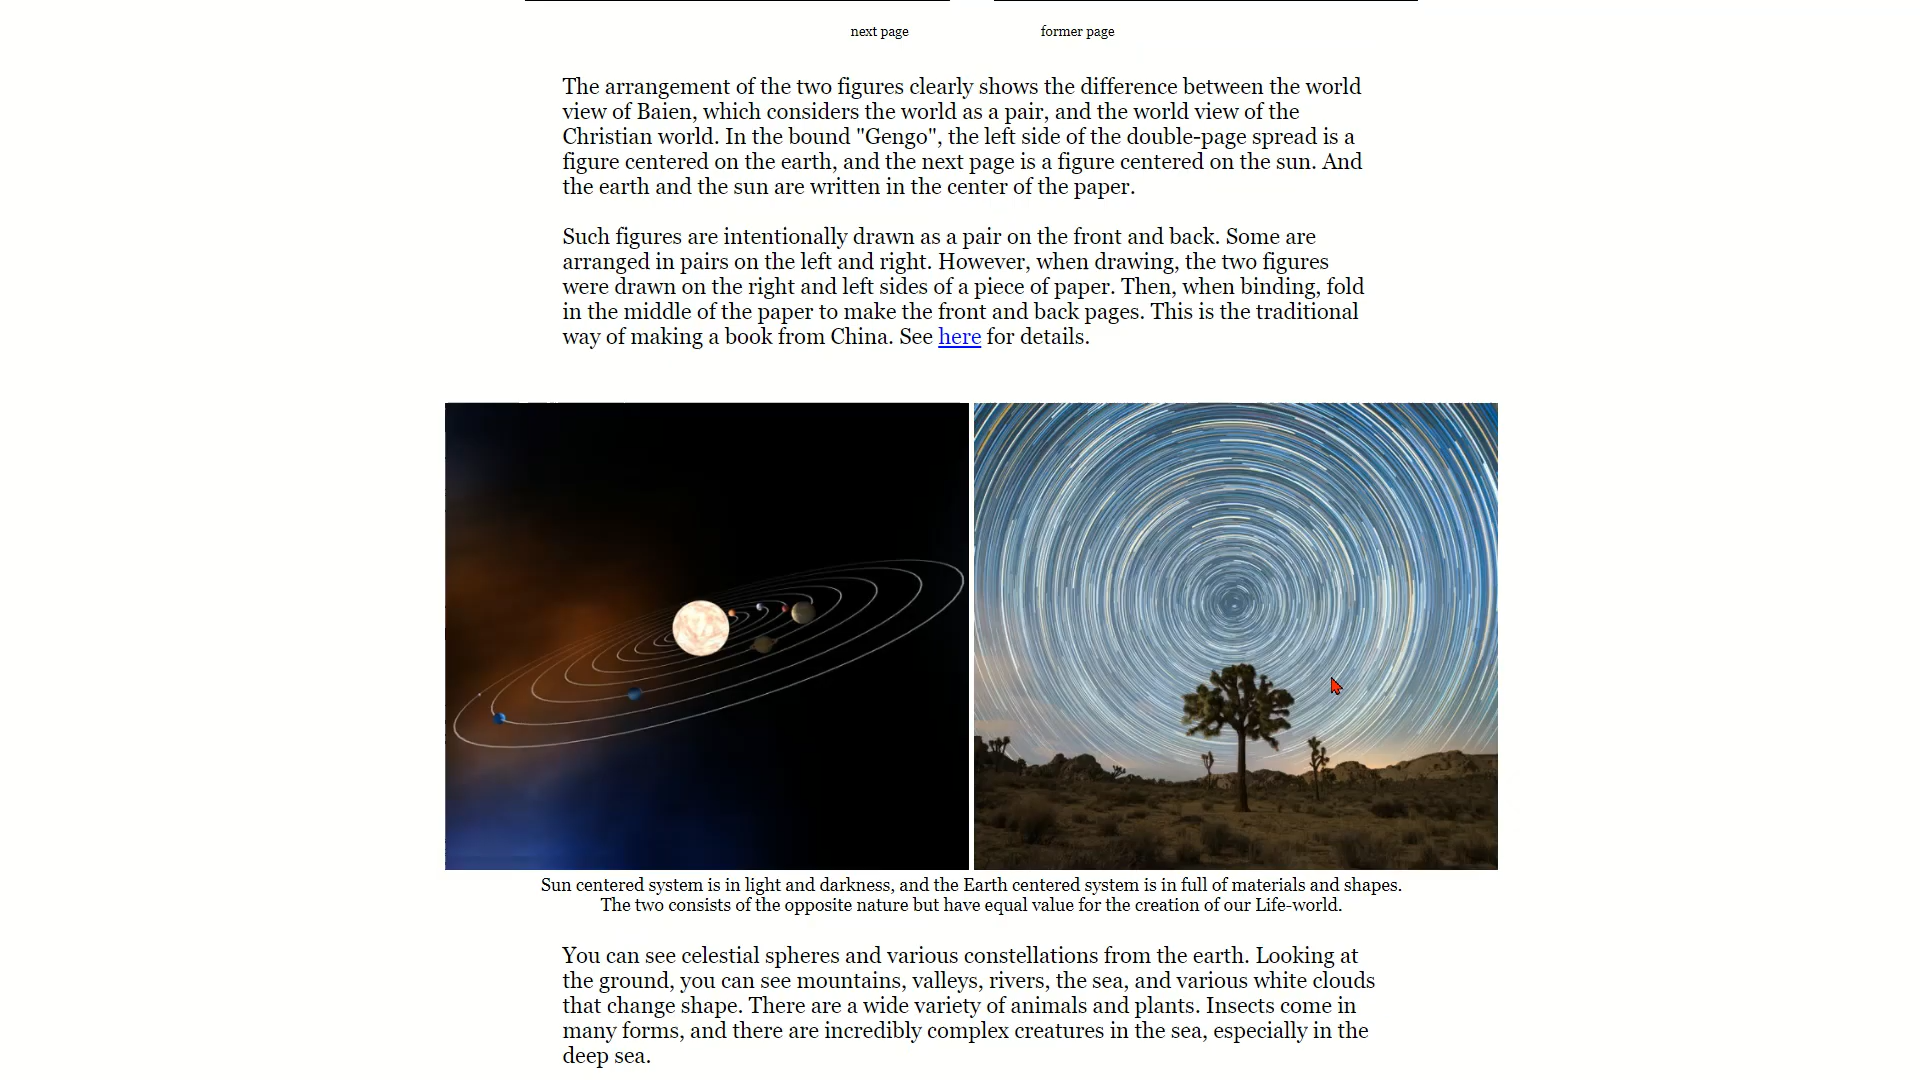 next page
former page
The arrangement of the two figures clearly shows the difference between the world
view of Baien, which considers the world as a pair, and the world view of the
Christian world. In the bound "Gengo", the left side of the double-page spread is a
figure centered on the earth, and the next page is a figure centered on the sun. And
the earth and the sun are written in the center of the paper.
Such figures are intentionally drawn as a pair on the front and back. Some are
arranged in pairs on the left and right. However, when drawing, the two figures
were drawn on the right and left sides of a piece of paper. Then, when binding, fold
in the middle of the paper to make the front and back pages. This is the traditional
way of making a book from China. See here for details.
Sun centered system is in light and darkness, and the Earth centered system is in full of materials and shapes.
The two consists of the opposite nature but have equal value for the creation of our Life-world.
You can see celestial spheres and various constellations from the earth. Looking at
the ground, you can see mountains, valleys, rivers, the sea, and various white clouds
that change shape. There are a wide variety of animals and plants. Insects come in
many forms, and there are incredibly complex creatures in the sea, especially in the
deep sea.